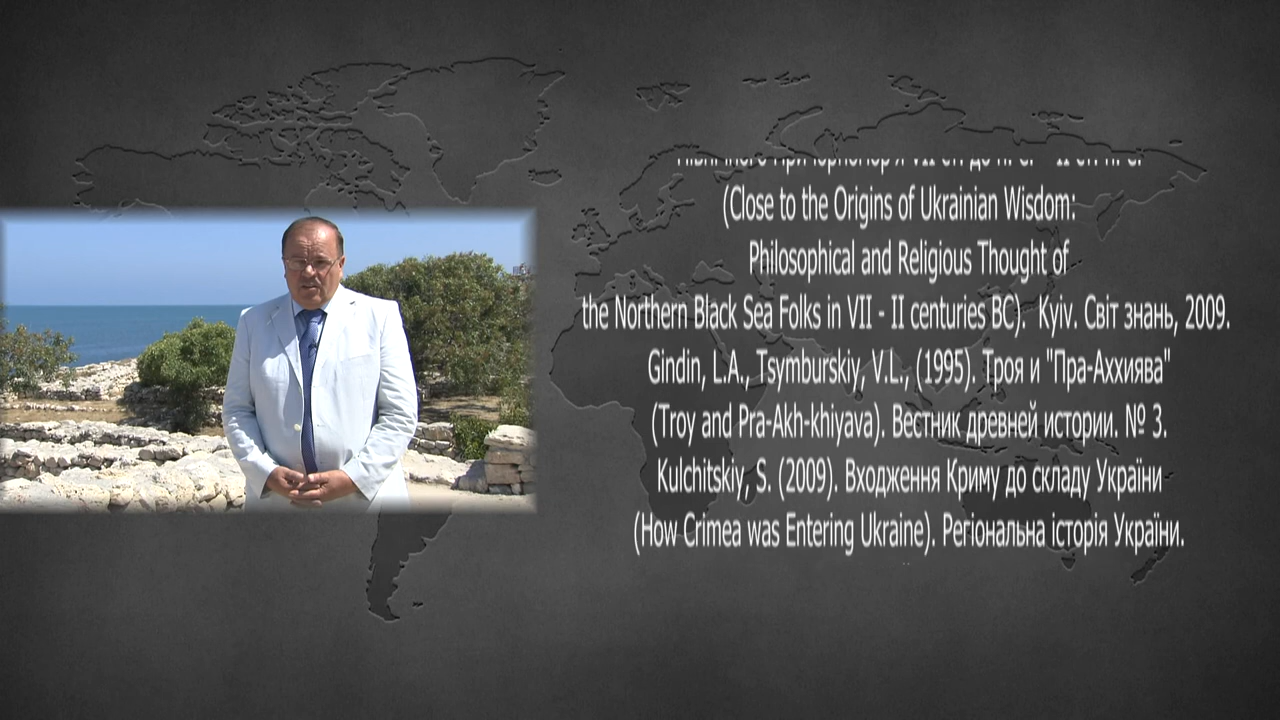 (Close to the Origins of Ukrainian Wisdom:
Philosophical and Religious Thought of
the Northern Black Sea Folks in VII - II centuries BC). Kyiv. Світ знань, 2009.
Gindin, L.A., Tsymburskiy, V.L., (1995). Троя и "Пра-Аххиява"
(Troy and Pra-Akh-khiyava). Вестник древней истории. № 3.
Kulchitskiy, S. (2009). Входження Криму до складу України
(How Crimea was Entering Ukraine). Регіональна історія України.